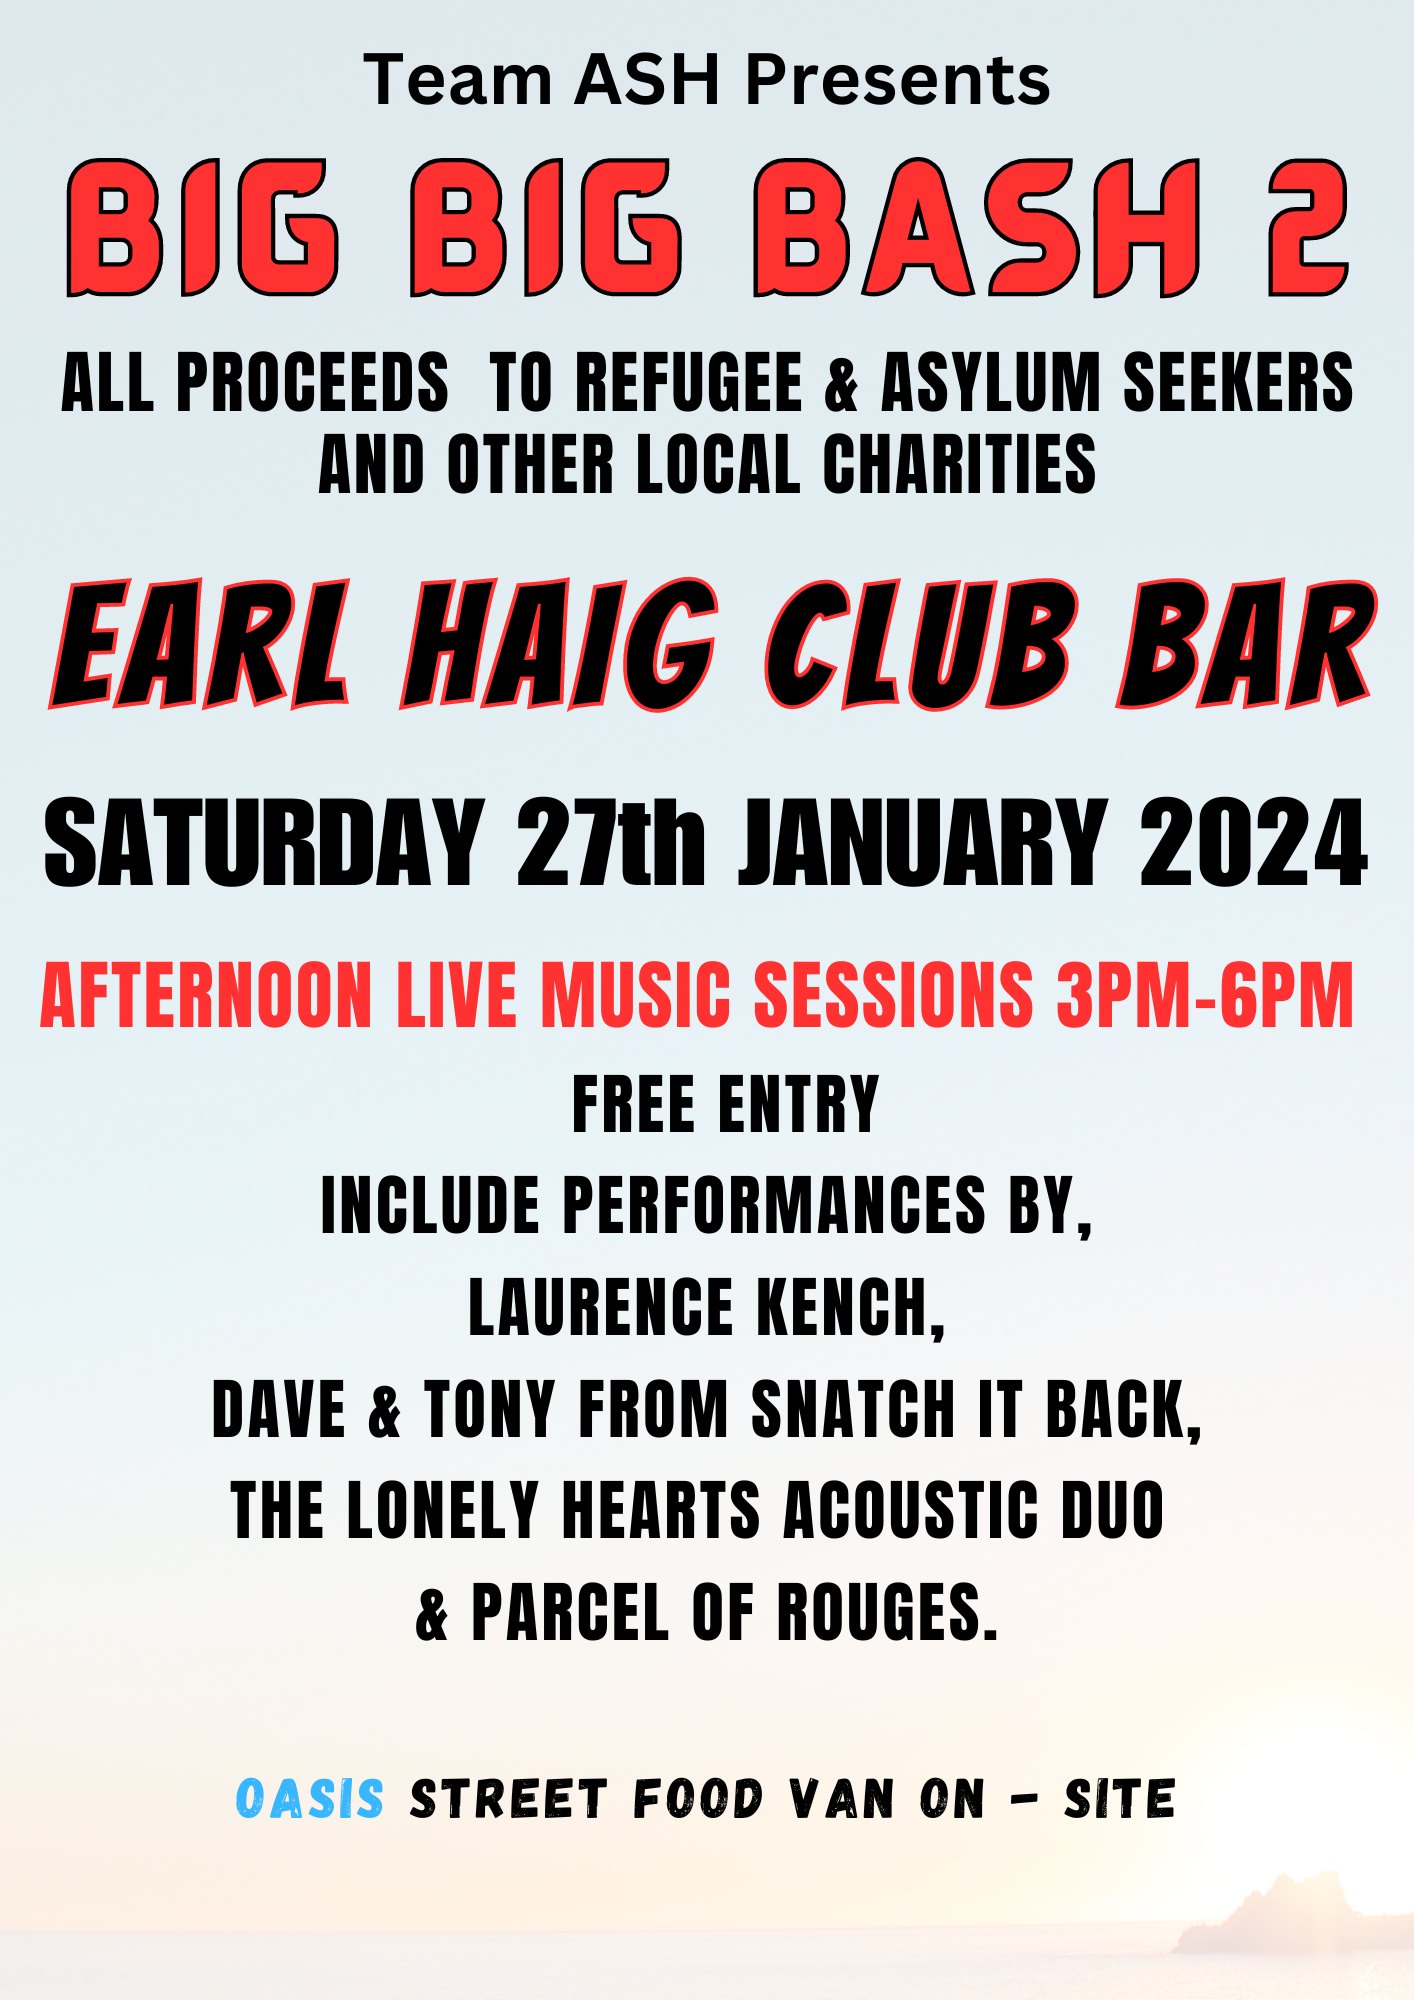 Team ASH Presents
BIG BIG BASH 2
ALL PROCEEDS TO REFUGEE & ASYLUM SEEKERS
AND OTHER LOCAL CHARITIES
EARL HAIG CLUB BAR
SATURDAY 27th JANUARY 2024
AFTERNOON LIVE MUSIC SESSIONS 3PM-6PM
FREE ENTRY
INCLUDE PERFORMANCES BY,
LAURENCE KENCH,
DAVE & TONY FROM SNATCH IT BACK,
THE LONELY HEARTS ACOUSTIC DUO
& PARCEL OF ROUGES.
OASIS STREET FOOD VAN ON - SITE